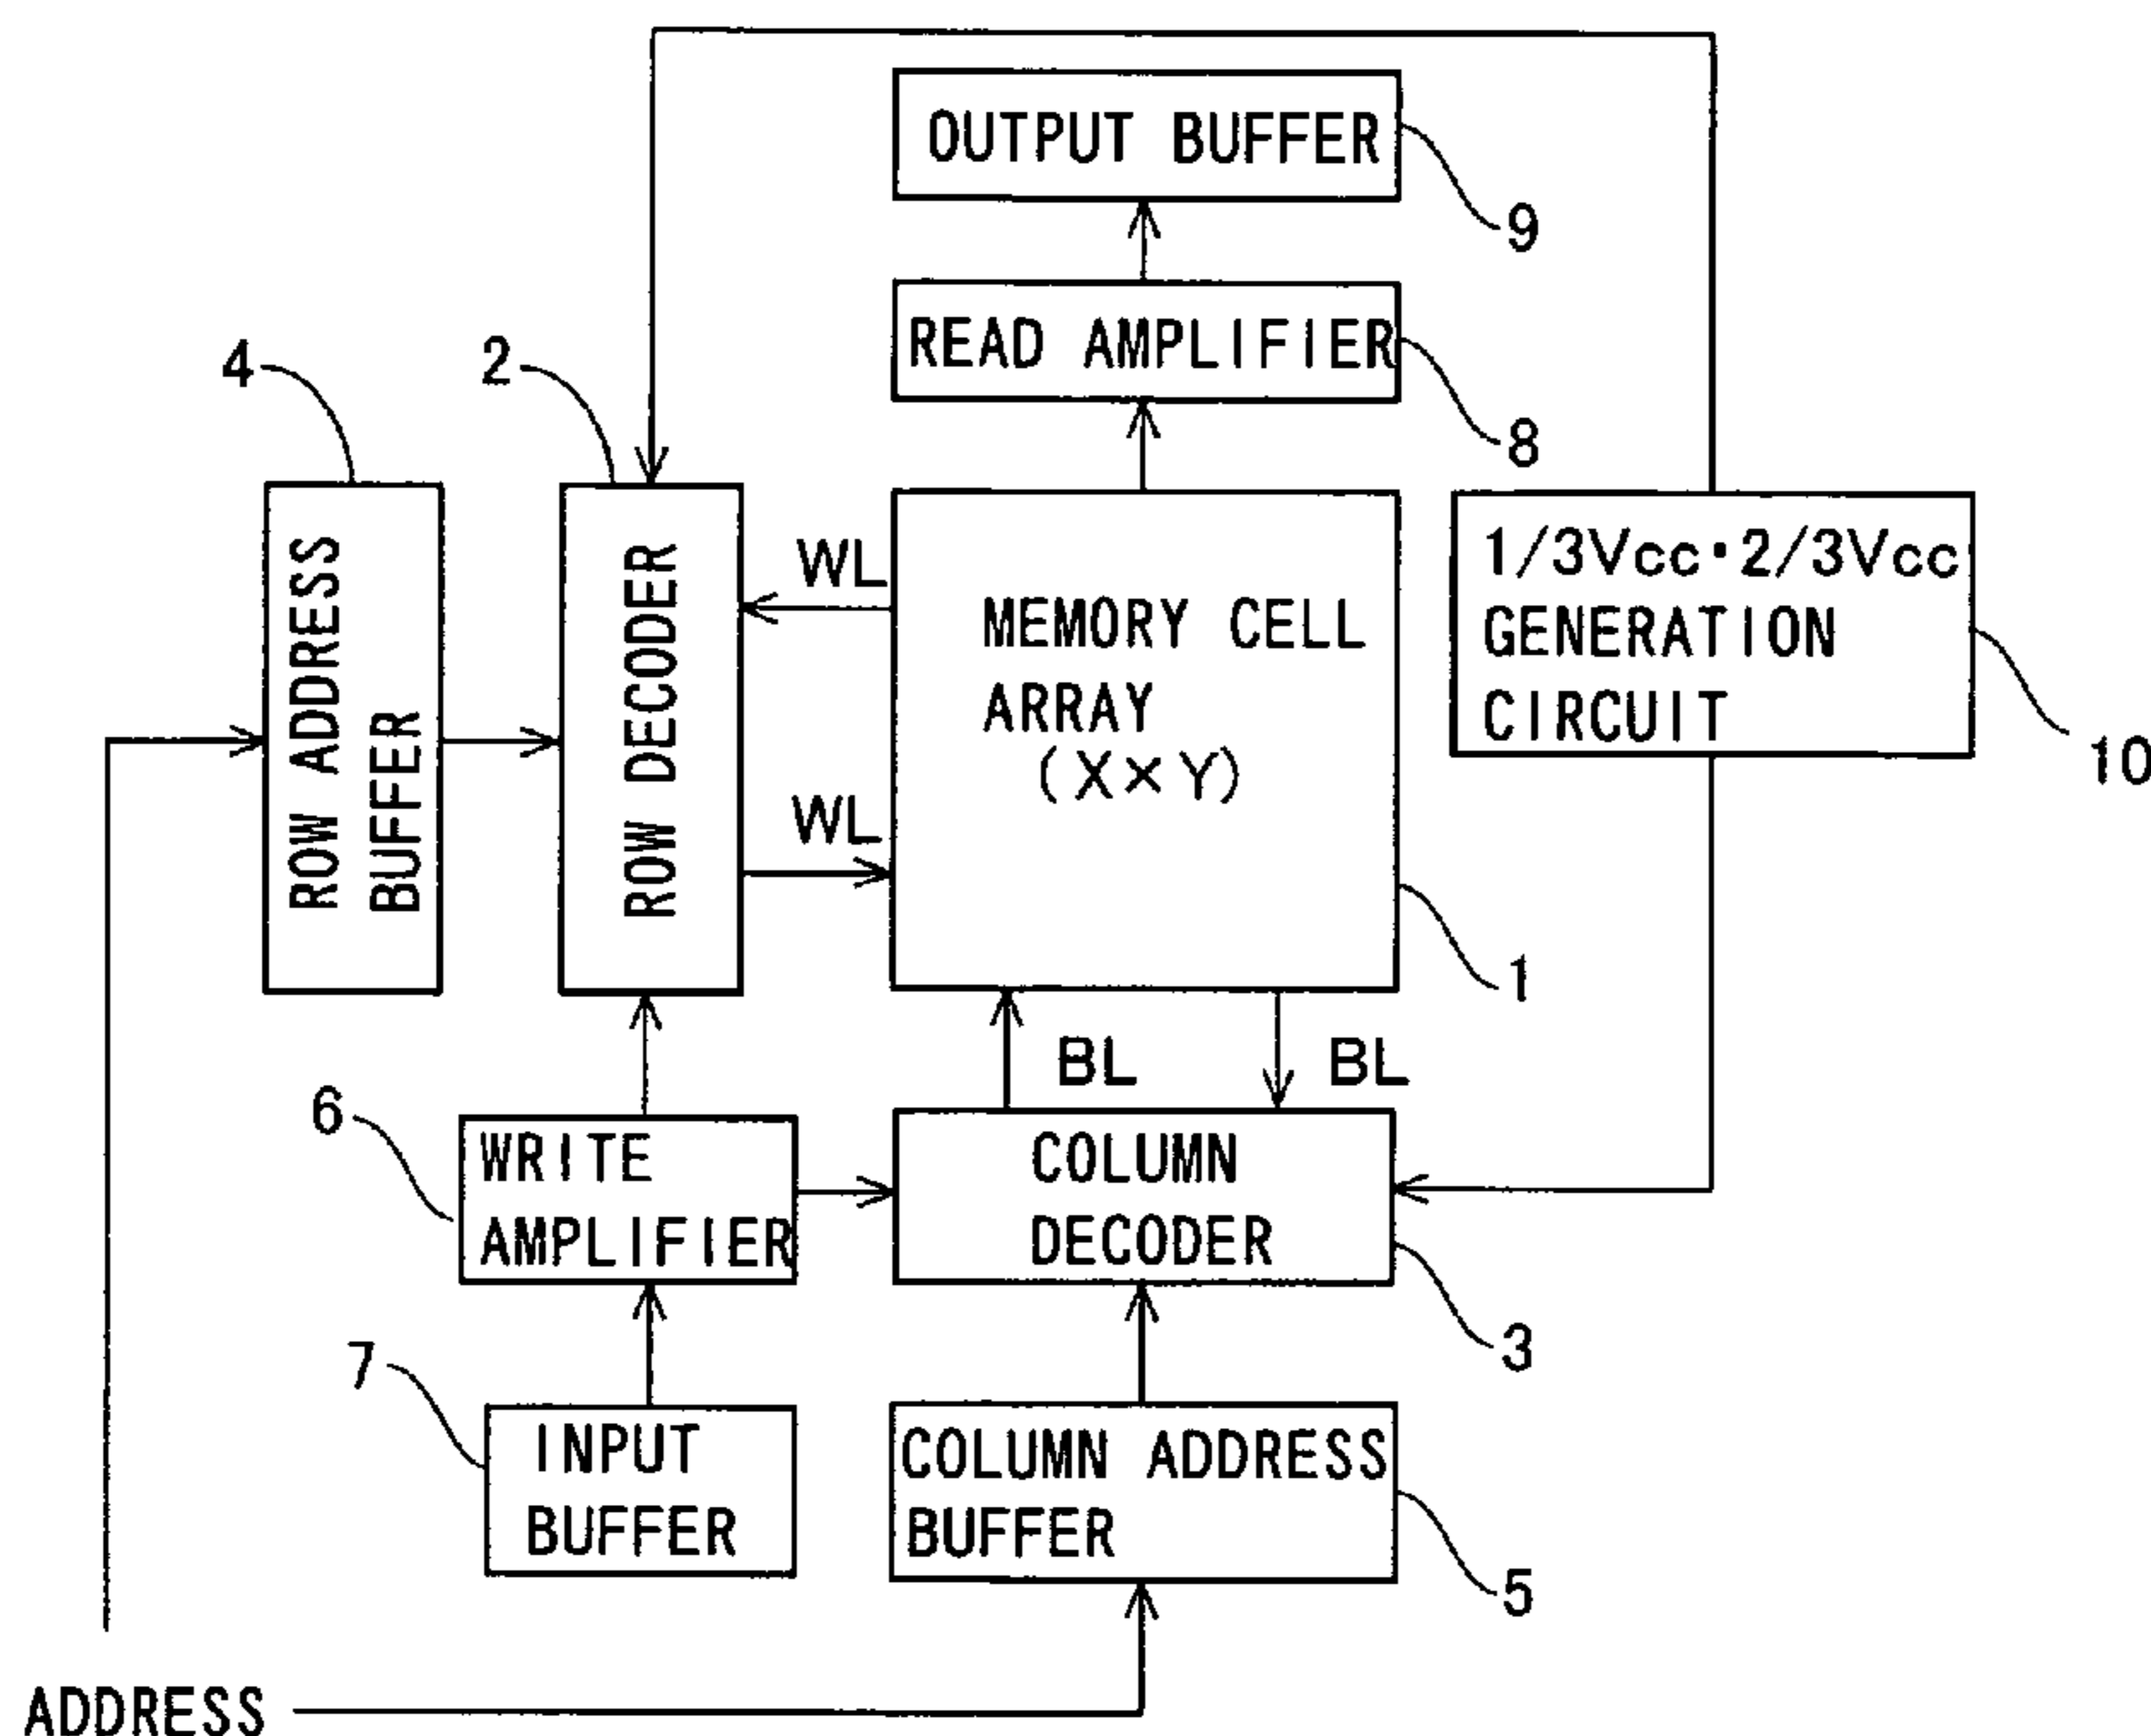 OUTPUT BUFFER
9
READ AMPLIFIER
8
4
2
ROW ADDRESS
BUFFER
ROW DECODER
WL
WL
MEMORY CELL
ARRAY
(X×Y)
1
1/3Vcc·2/3Vcc
GENERATION
CIRCUIT
10
BL
BL
6
WRITE
AMPLIFIER
COLUMN
DECODER
3
7
INPUT
BUFFER
COLUMN ADDRESS
BUFFER
5
ADDRESS